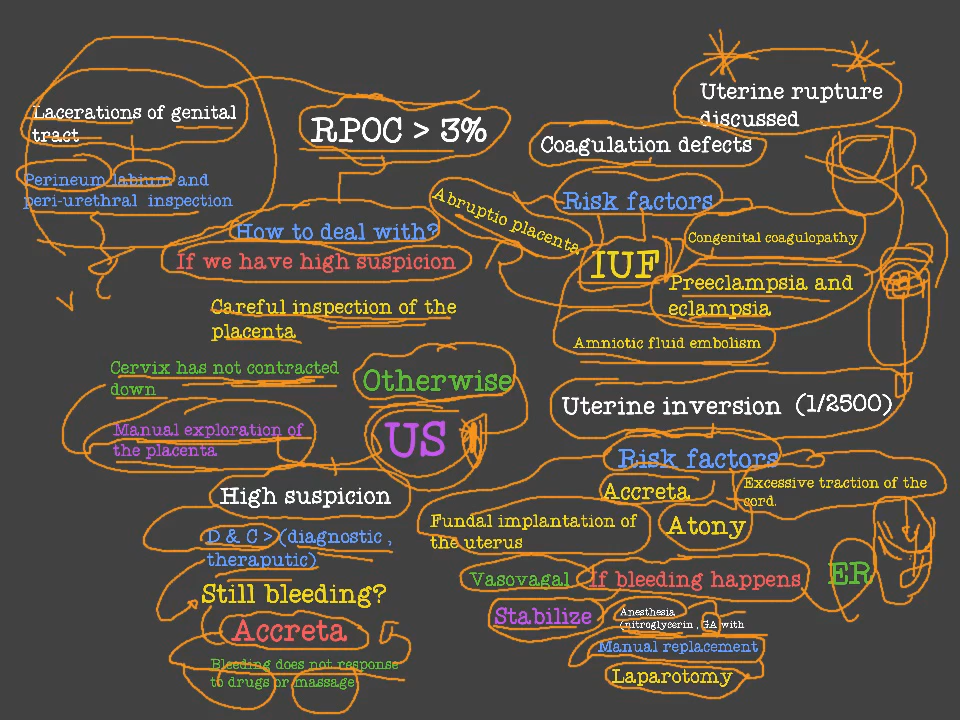 Lacerations of genital
tract
Perineum labium and
peri-urethral inspection
RPOC > 3%
How to deal with?
If we have high suspicion
Careful inspection of the
placenta
Cervix has not contracted
down
Otherwise
Manual exploration of
the placenta
US
High suspicion
D & C > (diagnostic ,
theraputic)
Still bleeding?
Accreta
Bleeding does not response
to drugs or massage
Uterine rupture
discussed
Coagulation defects
Risk factors
Abruptio placenta
IUF
Congenital coagulopathy
Preeclampsia and
eclampsia
Amniotic fluid embolism
Uterine inversion (1/2500)
Risk factors
Accreta
Excessive traction of the
cord.
Fundal implantation of
the uterus
Atony
Vasovagal
If bleeding happens
ER
Stabilize
Anesthesia
(nitroglycerin , GA with
Manual replacement
Laparotomy